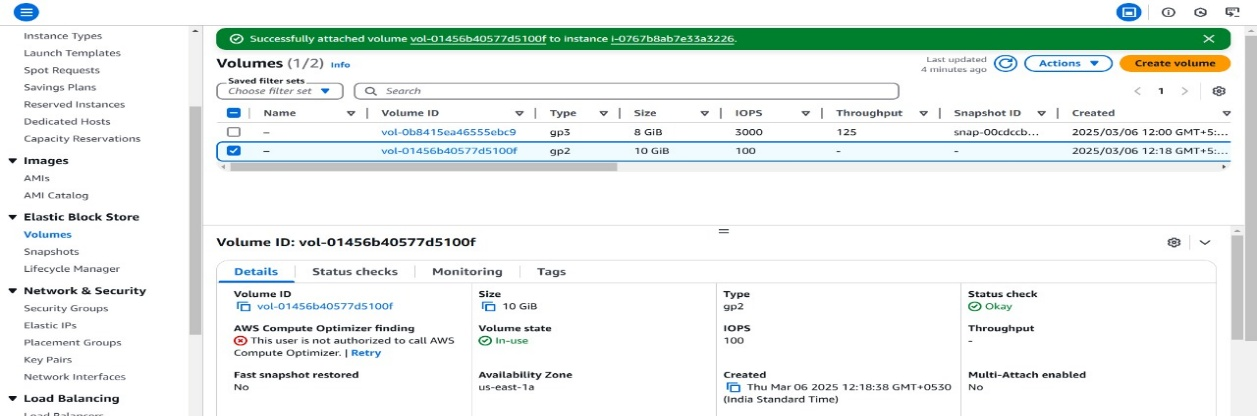 Successfully attached volume vol-01456b40577d5100f to instance i-0767b8ab7e33a3226.
Instance Types
Launch Templates
Spot Requests
Savings Plans
Reserved Instances
Dedicated Hosts
Capacity Reservations
Images
AMIs
AMI Catalog
Elastic Block Store
Volumes
Snapshots
Lifecycle Manager
Network & Security
Security Groups
Elastic IPs
Placement Groups
Key Pairs
Network Interfaces
Load Balancing
Load Balancers
Volumes (1/2) Info
Last updated
4 minutes ago
Actions
Create volume
Saved filter sets
Choose filter set
Search
1
Name Volume ID Type Size IOPS Throughput Snapshot ID Created
– vol-0b8415ea46555ebc9 gp3 8 GiB 3000 125 snap-00cdccb... 2025/03/06 12:00 GMT+5:...
– vol-01456b40577d5100f gp2 10 GiB 100 - - 2025/03/06 12:18 GMT+5:...
Volume ID: vol-01456b40577d5100f
Details Status checks Monitoring Tags
Volume ID
vol-01456b40577d5100f
Size
10 GiB
Type
gp2
Status check
Okay
AWS Compute Optimizer finding
This user is not authorized to call AWS
Compute Optimizer. | Retry
Volume state
In-use
IOPS
100
Throughput
-
Fast snapshot restored
No
Availability Zone
us-east-1a
Created
Thu Mar 06 2025 12:18:38 GMT+0530
(India Standard Time)
Multi-Attach enabled
No